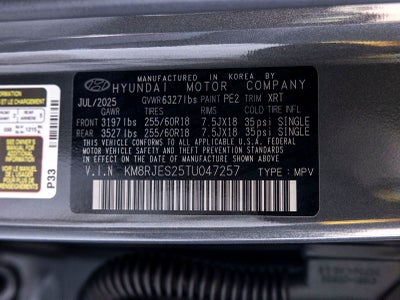 MANUFACTURED IN KOREA BY
HYUNDAI MOTOR COMPANY
JUL/2025 GVWR 6327lbs PAINT PE2 TRIM XRT
GAWR TIRES RIMS COLD TIRE INFL
FRONT 3197lbs 255/60R18 7.5JX18 35psi SINGLE
REAR 3527lbs 255/60R18 7.5JX18 35psi SINGLE
THIS VEHICLE CONFORMS TO ALL APPLICABLE
U.S. FEDERAL MOTOR VEHICLE SAFETY STANDARDS IN
EFFECT ON THE DATE OF MANUFACTURE SHOWN ABOVE.
V.I.N KM8RJES25TU047257 TYPE: MPV
P33